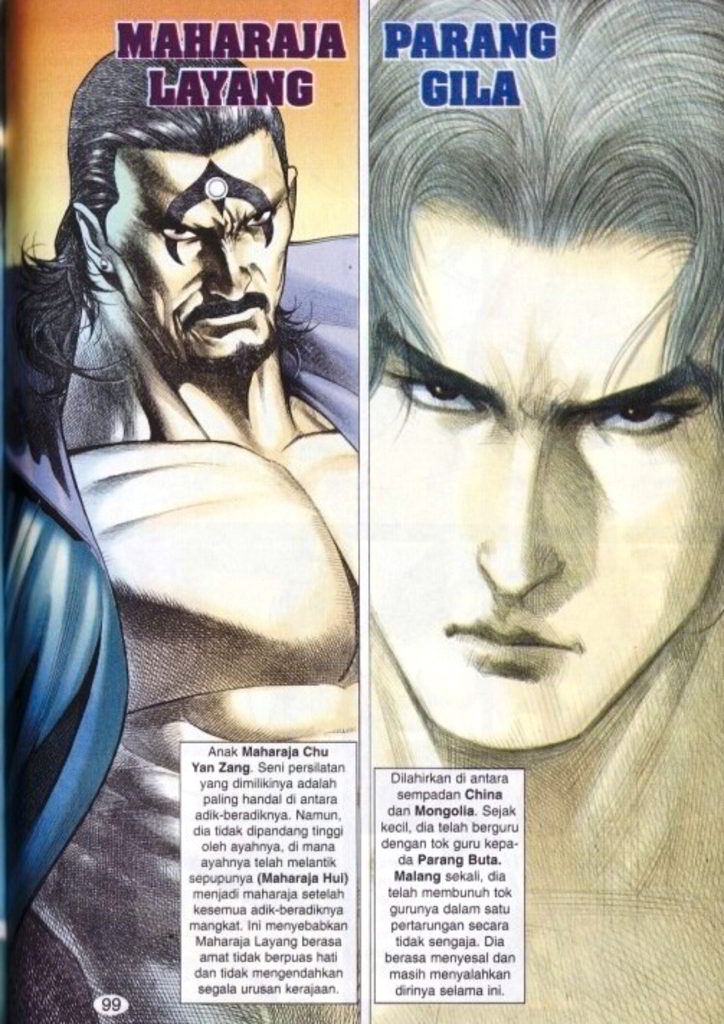 MAHARAJA
LAYANG
PARANG
GILA
Anak Maharaja Chu
Yan Zang. Seni persilatan
yang dimilikinya adalah
paling handal di antara
adik-beradiknya. Namun,
dia tidak dipandang tinggi
oleh ayahnya, di mana
ayahnya telah melantik
sepupunya (Maharaja Hui)
menjadi maharaja setelah
kesemua adik-beradiknya
mangkat. Ini menyebabkan
Maharaja Layang berasa
amat tidak berpuas hati
dan tidak mengendahkan
segala urusan kerajaan.
Dilahirkan di antara
sempadan China
dan Mongolia. Sejak
kecil, dia telah berguru
dengan tok guru kepa-
da Parang Buta.
Malang sekali, dia
telah membunuh tok
gurunya dalam satu
pertarungan secara
tidak sengaja. Dia
berasa menyesal dan
masih menyalahkan
dirinya selama ini.
99